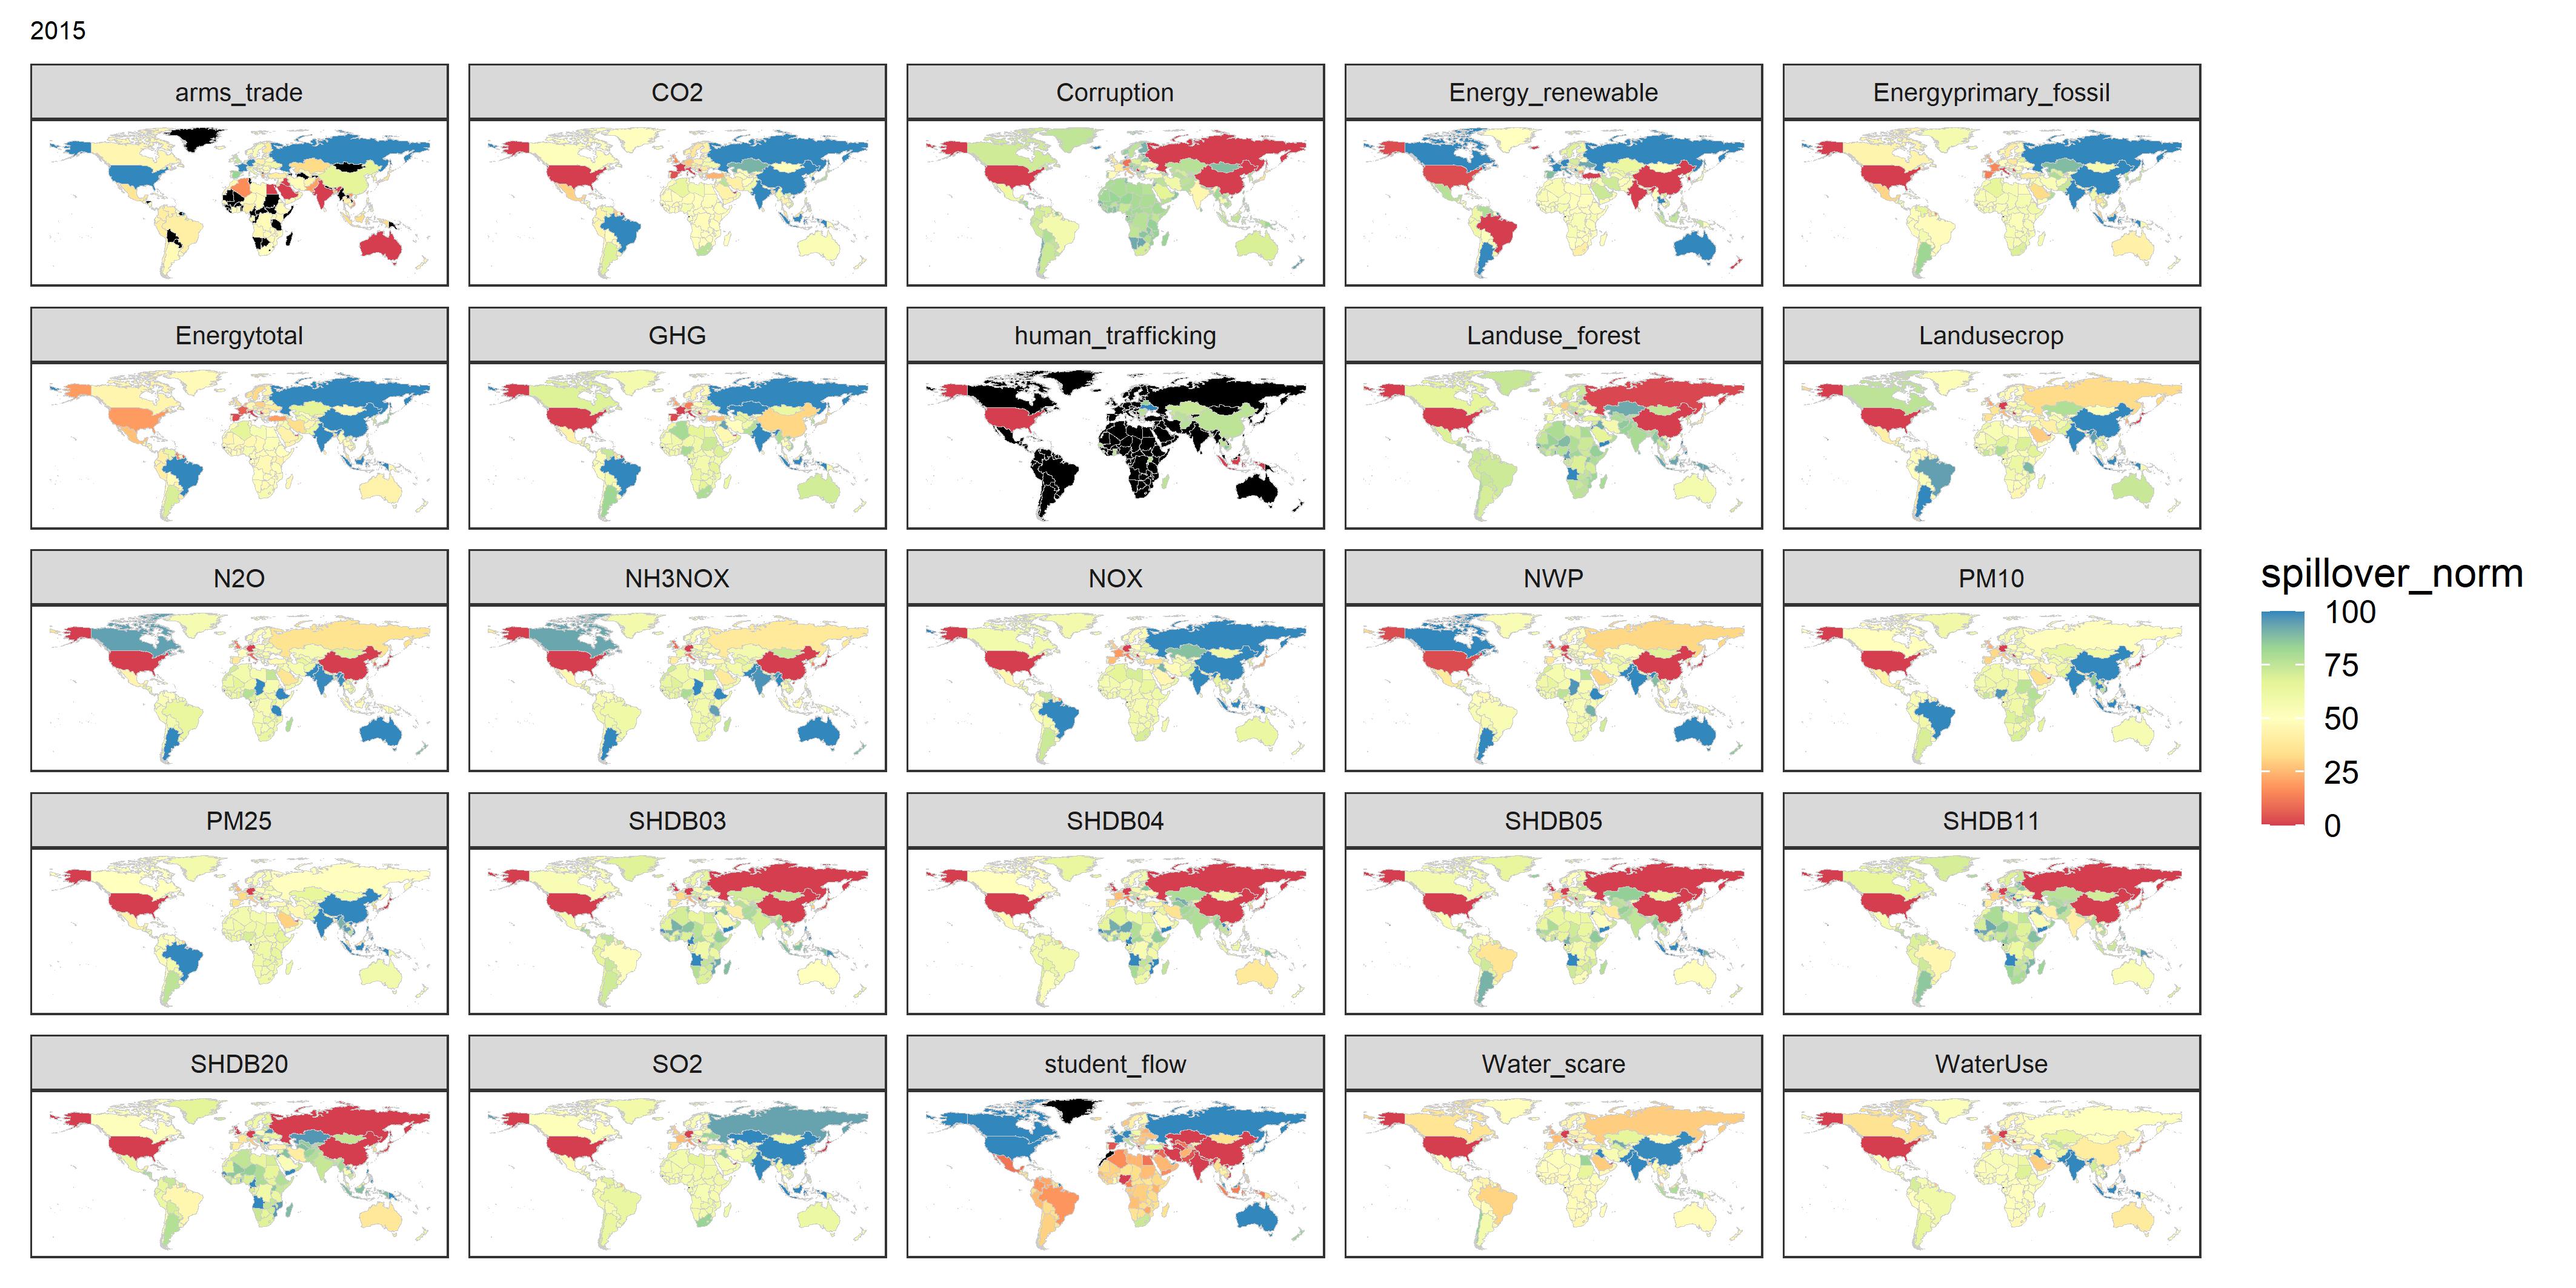 2015
arms_trade
CO2
Corruption
Energy_renewable
Energyprimary_fossil
Energytotal
GHG
human_trafficking
Landuse_forest
Landusecrop
N2O
NH3NOX
NOX
NWP
PM10
PM25
SHDB03
SHDB04
SHDB05
SHDB11
SHDB20
SO2
student_flow
Water_scare
WaterUse
spillover_norm
100
75
50
25
0